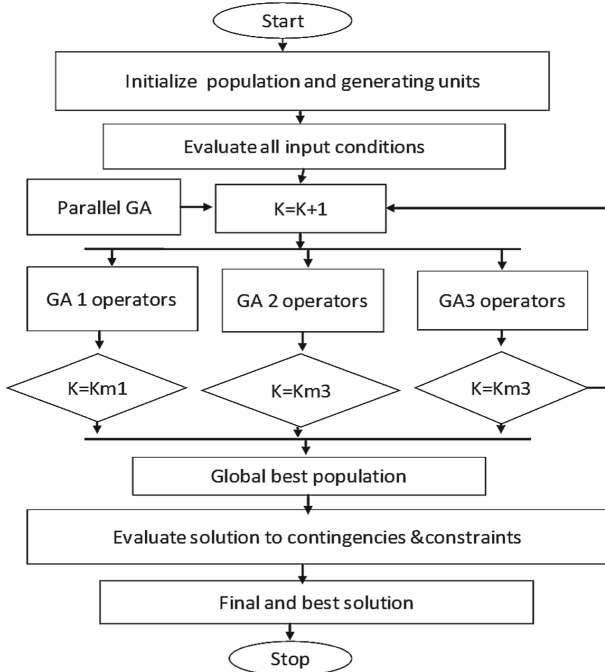 Start
Initialize population and generating units
Evaluate all input conditions
Parallel GA
K=K+1
GA 1 operators
GA 2 operators
GA3 operators
K=Km1
K=Km3
K=Km3
Global best population
Evaluate solution to contingencies &constraints
Final and best solution
Stop